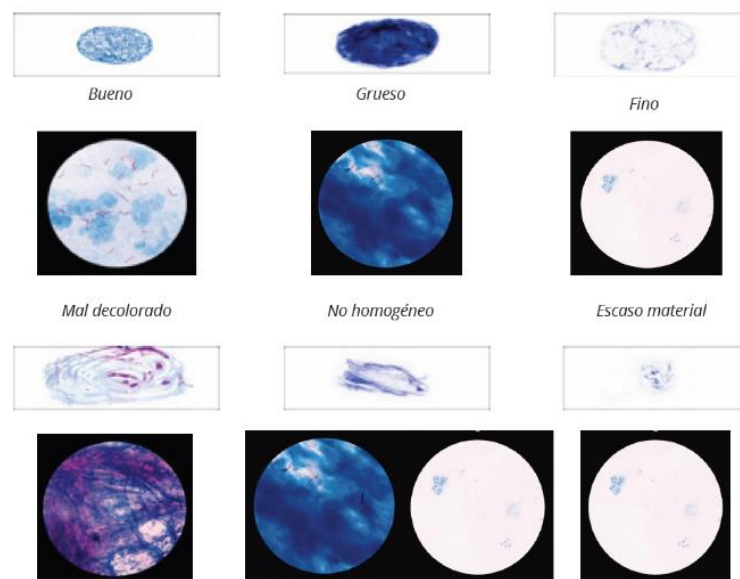 Bueno
Grueso
Fino
Mal decolorado
No homogéneo
Escaso material